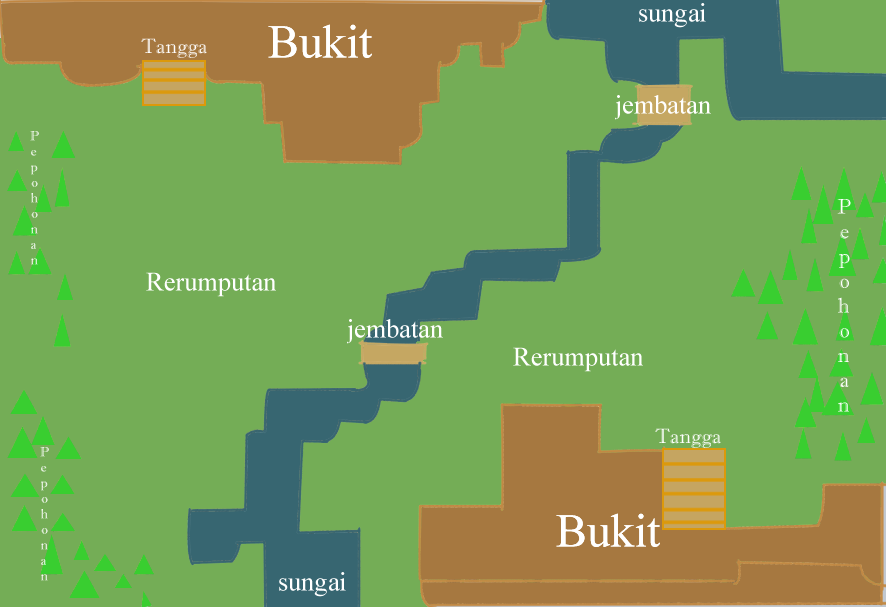 sungai
Bukit
Tangga
jembatan
Pepohonan
Pepohonan
Rerumputan
jembatan
Rerumputan
Tangga
Pepohonan
Bukit
sungai